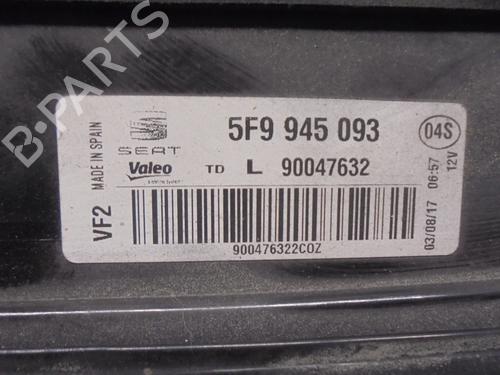 B-PARTS
MADE IN SPAIN
VF2
SEAT
5F9 945 093
04S
Valeo
TD L 90047632
03/08/17 06:57
12V
900476322COZ